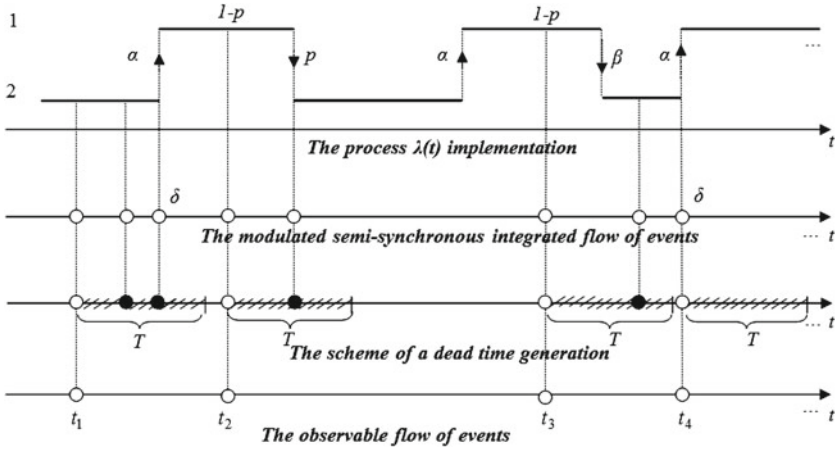 1 1-p 1-p
α p α β α ...
2
t
The process λ(t) implementation
δ δ
The modulated semi-synchronous integrated flow of events ... t
T T T T ... t
The scheme of a dead time generation
t₁ t₂ t₃ t₄ ... t
The observable flow of events